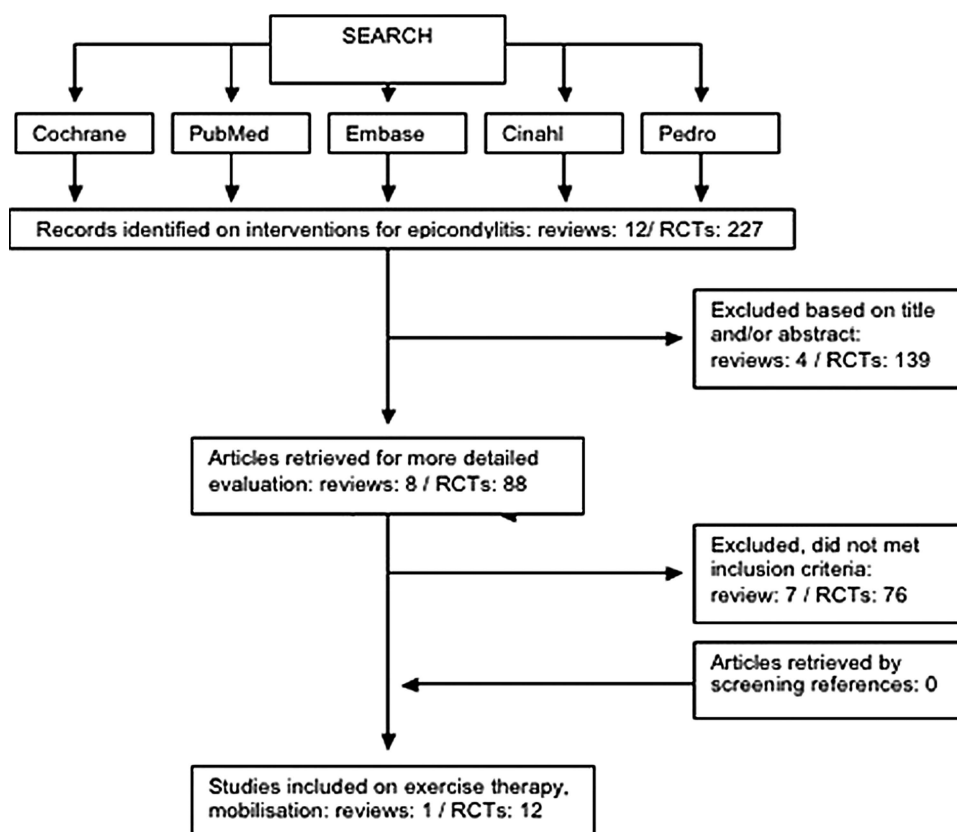 SEARCH
Cochrane
PubMed
Embase
Cinahl
Pedro
Records identified on interventions for epicondylitis: reviews: 12/ RCTs: 227
Excluded based on title
and/or abstract:
reviews: 4 / RCTs: 139
Articles retrieved for more detailed
evaluation: reviews: 8 / RCTs: 88
Excluded, did not met
inclusion criteria:
review: 7 / RCTs: 76
Articles retrieved by
screening references: 0
Studies included on exercise therapy,
mobilisation: reviews: 1 / RCTs: 12